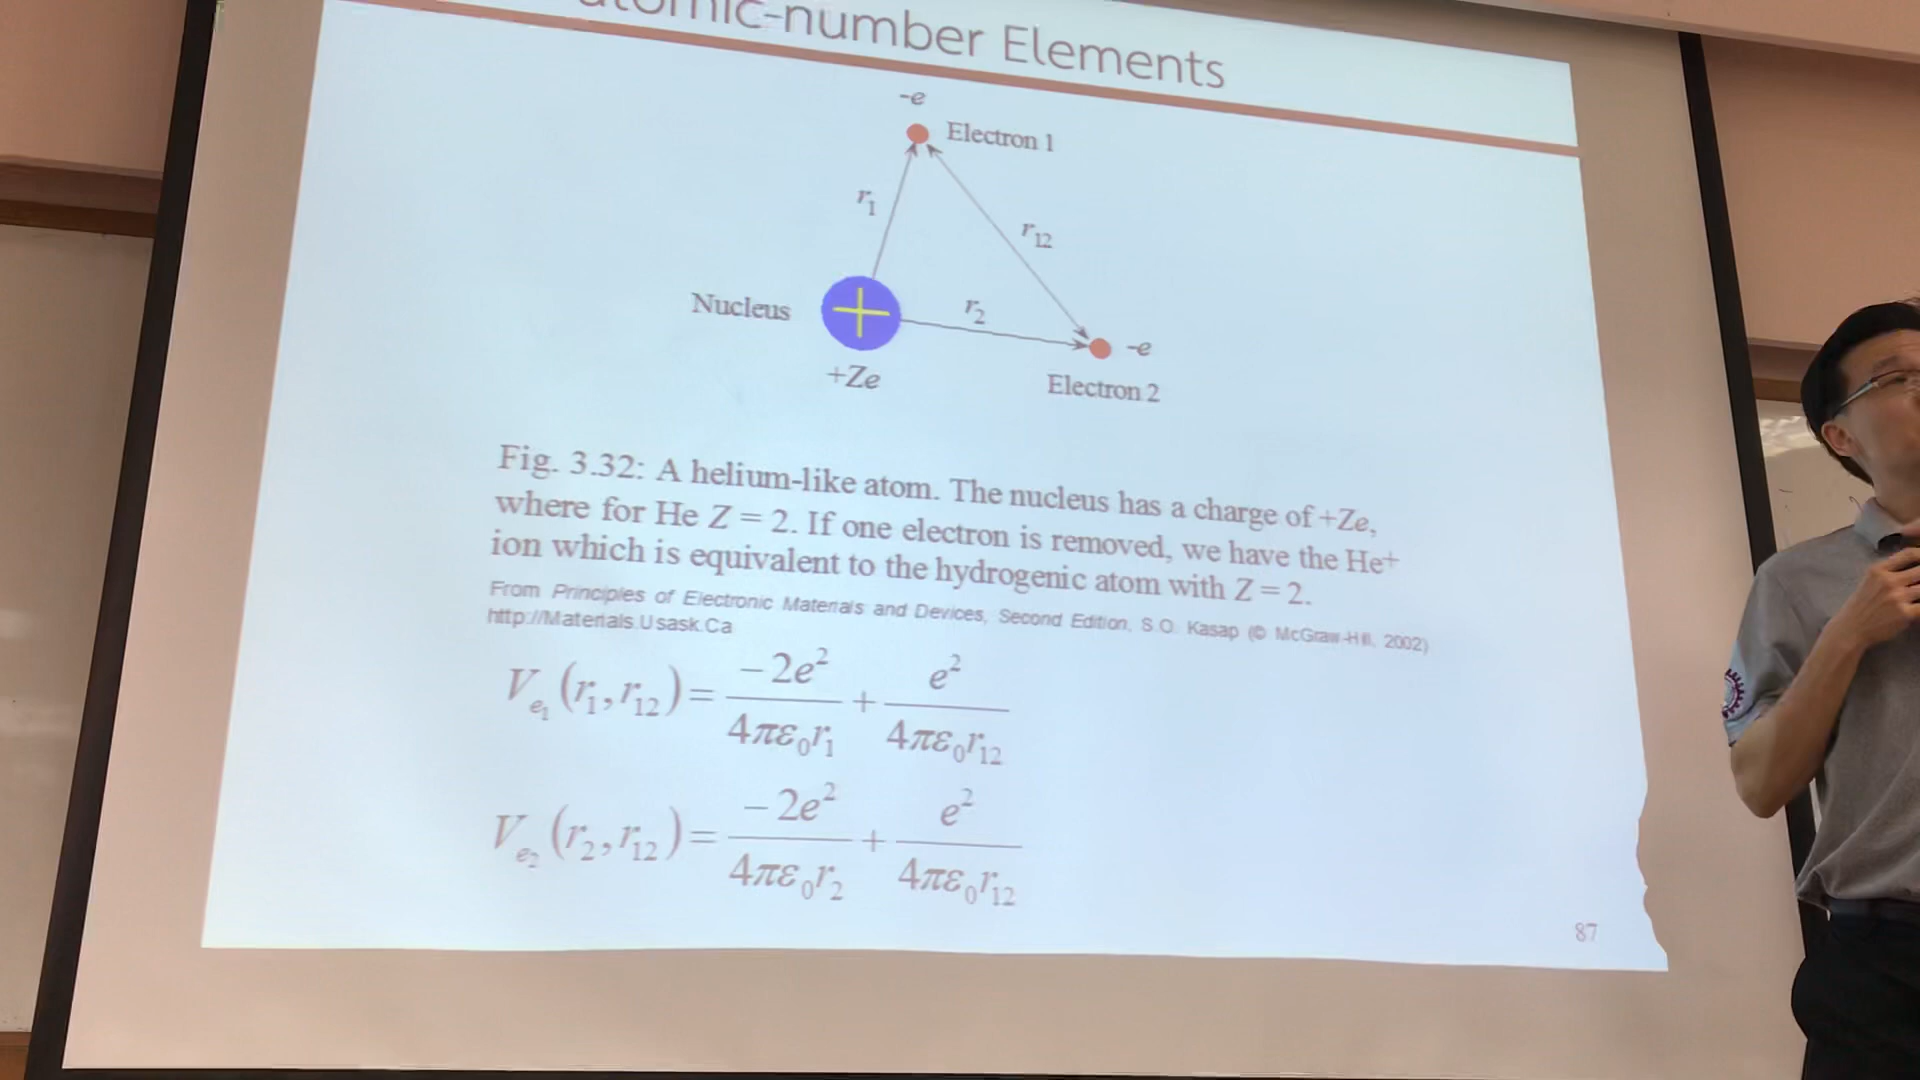 -number Elements
-e
Electron 1
r₁
r₁₂
Nucleus
r₂
-e
+Ze
Electron 2
Fig. 3.32: A helium-like atom. The nucleus has a charge of +Ze,
where for He Z = 2. If one electron is removed, we have the He⁺
ion which is equivalent to the hydrogenic atom with Z = 2.
From Principles of Electronic Materials and Devices, Second Edition, S.O. Kasap (© McGraw-Hill, 2002)
http://Materials.Usask.Ca
V_{e₁}(r₁, r₁₂) = -2e²/4πε₀r₁ + e²/4πε₀r₁₂
V_{e₂}(r₂, r₁₂) = -2e²/4πε₀r₂ + e²/4πε₀r₁₂
87